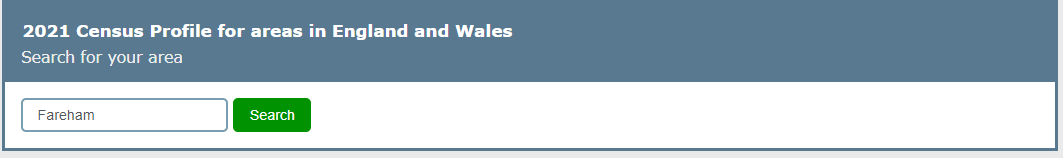 2021 Census Profile for areas in England and Wales
Search for your area
Fareham Search